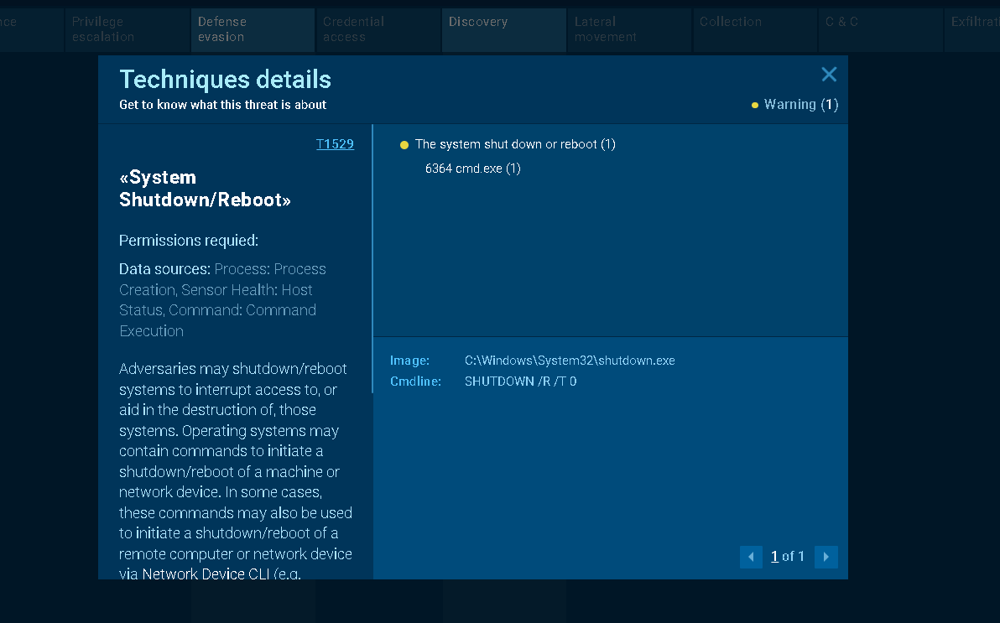 nce
Privilege
escalation
Defense
evasion
Credential
access
Discovery
Lateral
movement
Collection
C & C
Exfiltrati
Techniques details
Get to know what this threat is about
Warning (1)
T1529
«System
Shutdown/Reboot»
Permissions requied:
Data sources: Process: Process
Creation, Sensor Health: Host
Status, Command: Command
Execution
Adversaries may shutdown/reboot
systems to interrupt access to, or
aid in the destruction of, those
systems. Operating systems may
contain commands to initiate a
shutdown/reboot of a machine or
network device. In some cases,
these commands may also be used
to initiate a shutdown/reboot of a
remote computer or network device
via Network Device CLI (e.g.
The system shut down or reboot (1)
6364 cmd.exe (1)
Image: C:\Windows\System32\shutdown.exe
Cmdline: SHUTDOWN /R /T 0
1 of 1